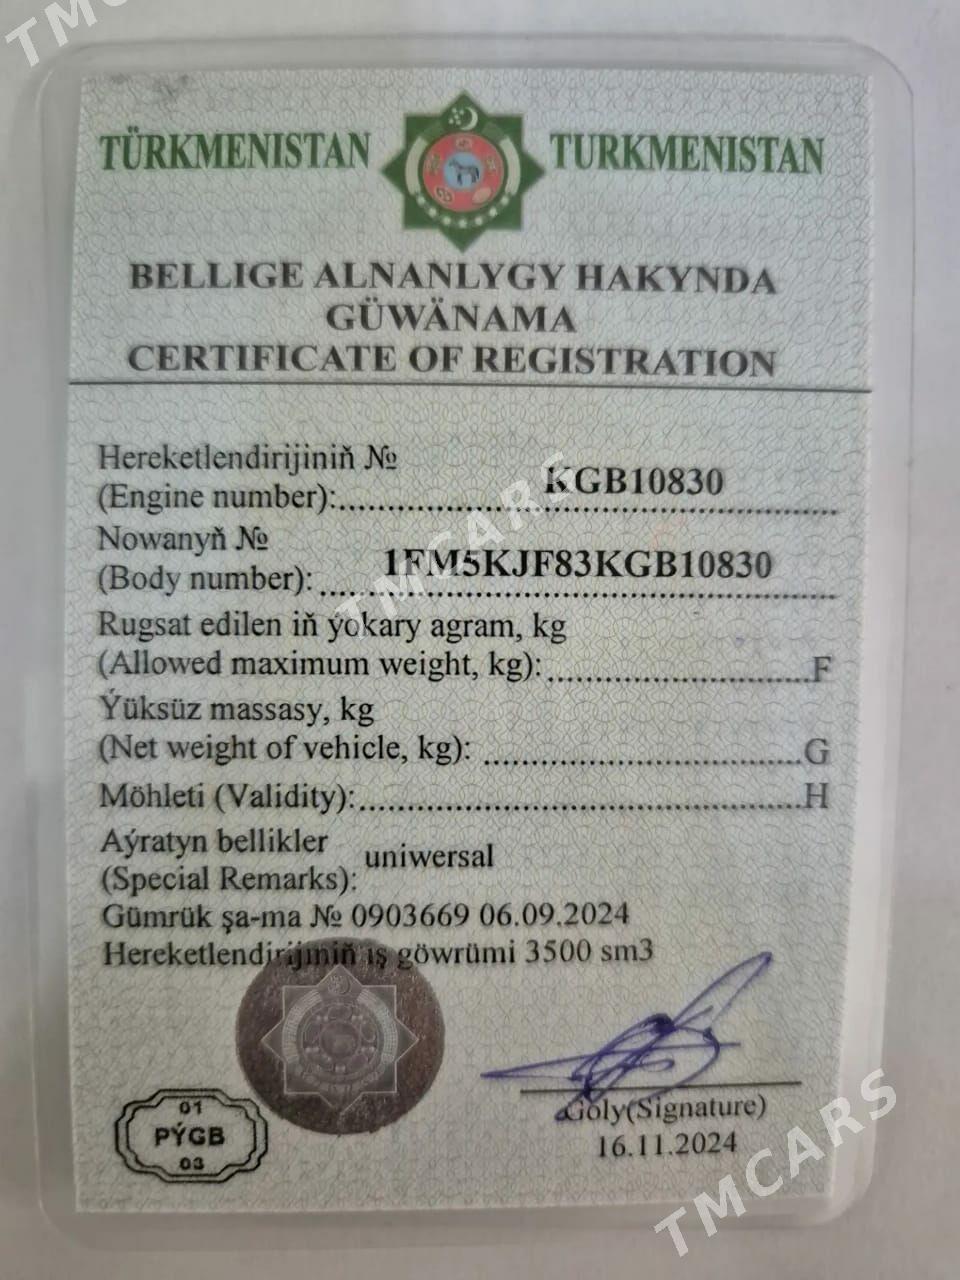 TMCARS
TÜRKMENISTAN TURKMENISTAN
BELLIGE ALNANLYGY HAKYNDA
GÜWÄNAMA
CERTIFICATE OF REGISTRATION
Hereketlendirijiniň №
(Engine number):....................KGB10830
Nowanyň №
(Body number): ....1FM5KJF83KGB10830
Rugsat edilen iň ýokary agram, kg
(Allowed maximum weight, kg):..............................F
Ýüksüz massasy, kg
(Net weight of vehicle, kg): ....................................G
Möhleti (Validity):..................................................H
Aýratyn bellikler
(Special Remarks): uniwersal
Gümrük şa-ma № 0903669 06.09.2024
Hereketlendirijiniň iş göwrümi 3500 sm3
Goly(Signature)
16.11.2024
01
PÝGB
03
TMCARS
TMCARS